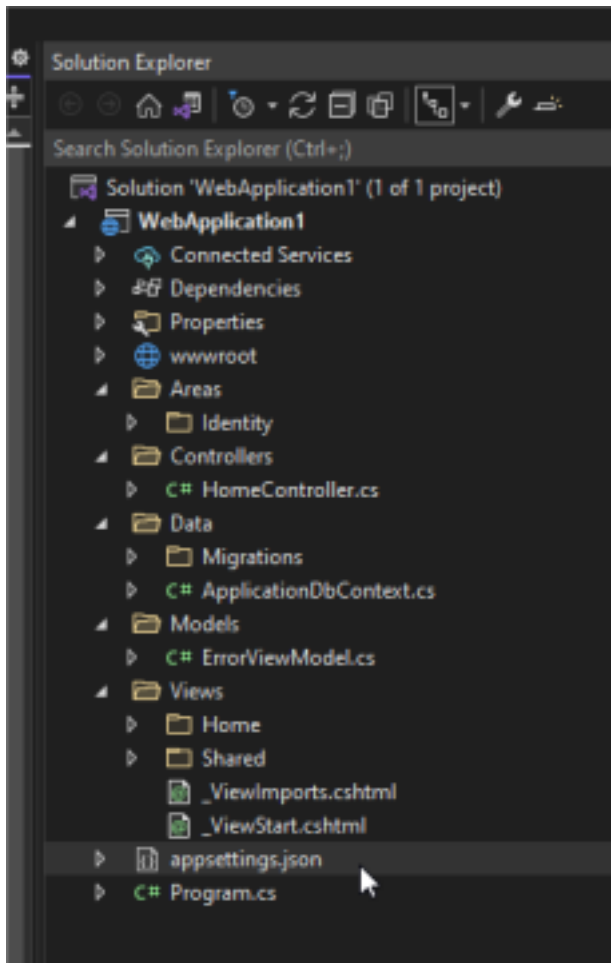 Solution Explorer
Search Solution Explorer (Ctrl+;)
Solution 'WebApplication1' (1 of 1 project)
WebApplication1
Connected Services
Dependencies
Properties
wwwroot
Areas
Identity
Controllers
C# HomeController.cs
Data
Migrations
C# ApplicationDbContext.cs
Models
C# ErrorViewModel.cs
Views
Home
Shared
_ViewImports.cshtml
_ViewStart.cshtml
appsettings.json
C# Program.cs